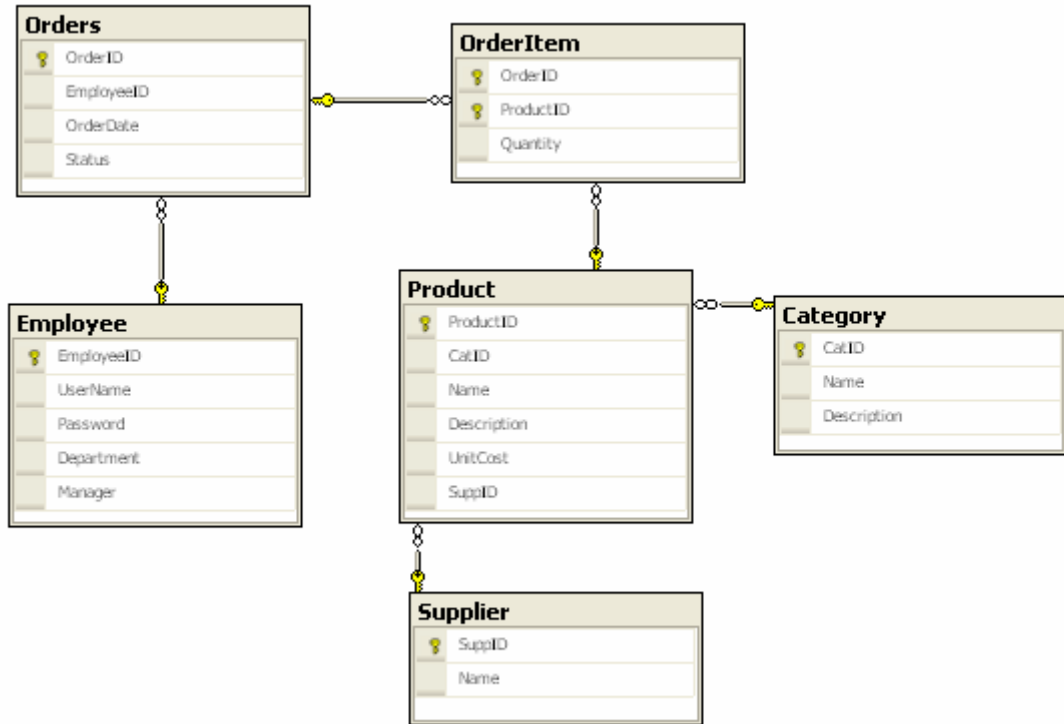 Orders
OrderID
EmployeeID
OrderDate
Status
OrderItem
OrderID
ProductID
Quantity
Employee
EmployeeID
UserName
Password
Department
Manager
Product
ProductID
CatID
Name
Description
UnitCost
SuppID
Category
CatID
Name
Description
Supplier
SuppID
Name